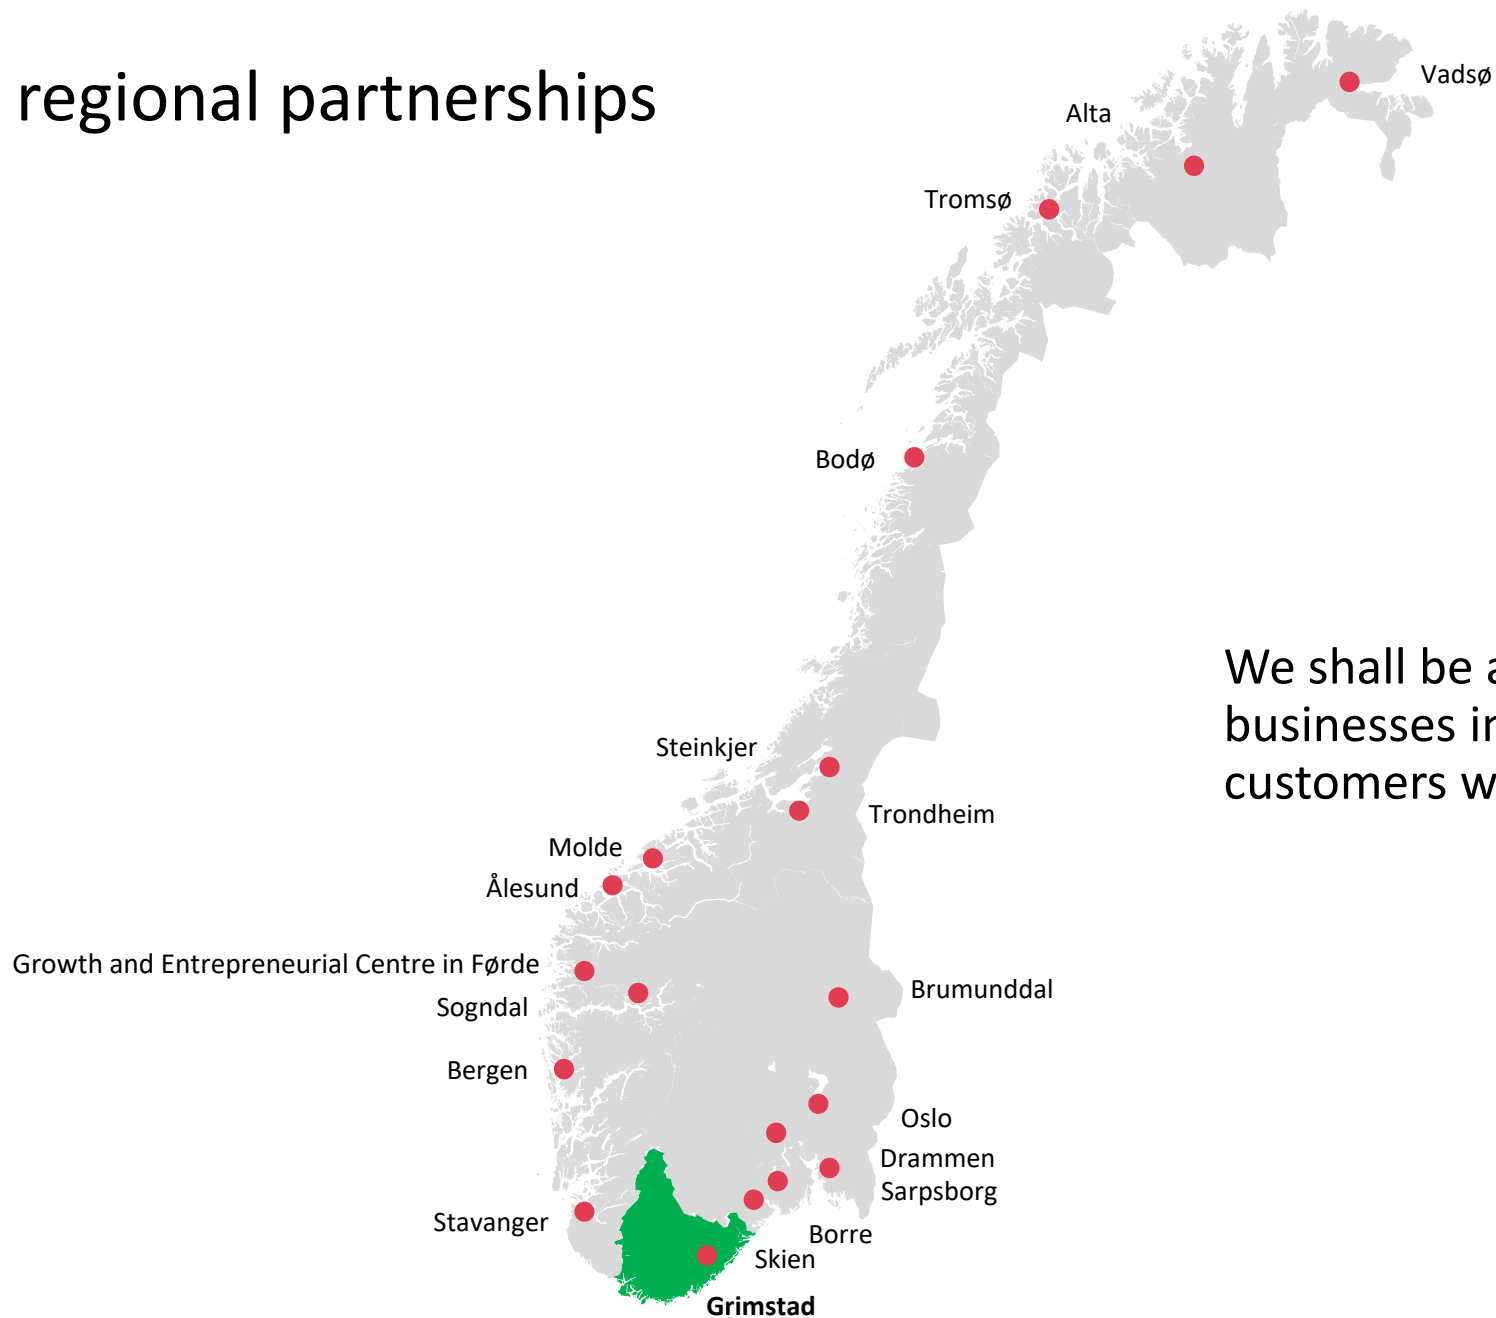 regional partnerships
Vadsø
Alta
Tromsø
Bodø
We shall be
businesses
customers
Steinkjer
Trondheim
Molde
Ålesund
Growth and Entrepreneurial Centre in Førde
Sogndal
Brumunddal
Bergen
Oslo
Drammen
Sarpsborg
Stavanger
Borre
Skien
Grimstad